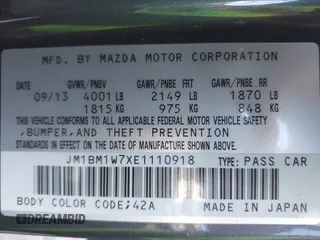 MFD. BY MAZDA MOTOR CORPORATION
GVWR/PNBV GAWR/PNBE FRT GAWR/PNBE RR
09/13 4001 LB 2149 LB 1870 LB
1815 KG 975 KG 848 KG
THIS VEHICLE CONFORMS TO ALL APPLICABLE FEDERAL MOTOR VEHICLE SAFETY
,BUMPER,AND THEFT PREVENTION
STANDARDS IN EFFECT ON THE DATE OF MANUFACTURE SHOWN ABOVE.
JM1BM1W7XE1110918 TYPE:PASS CAR
BODY COLOR CODE;42A MADE IN JAPAN
© DREAMBID